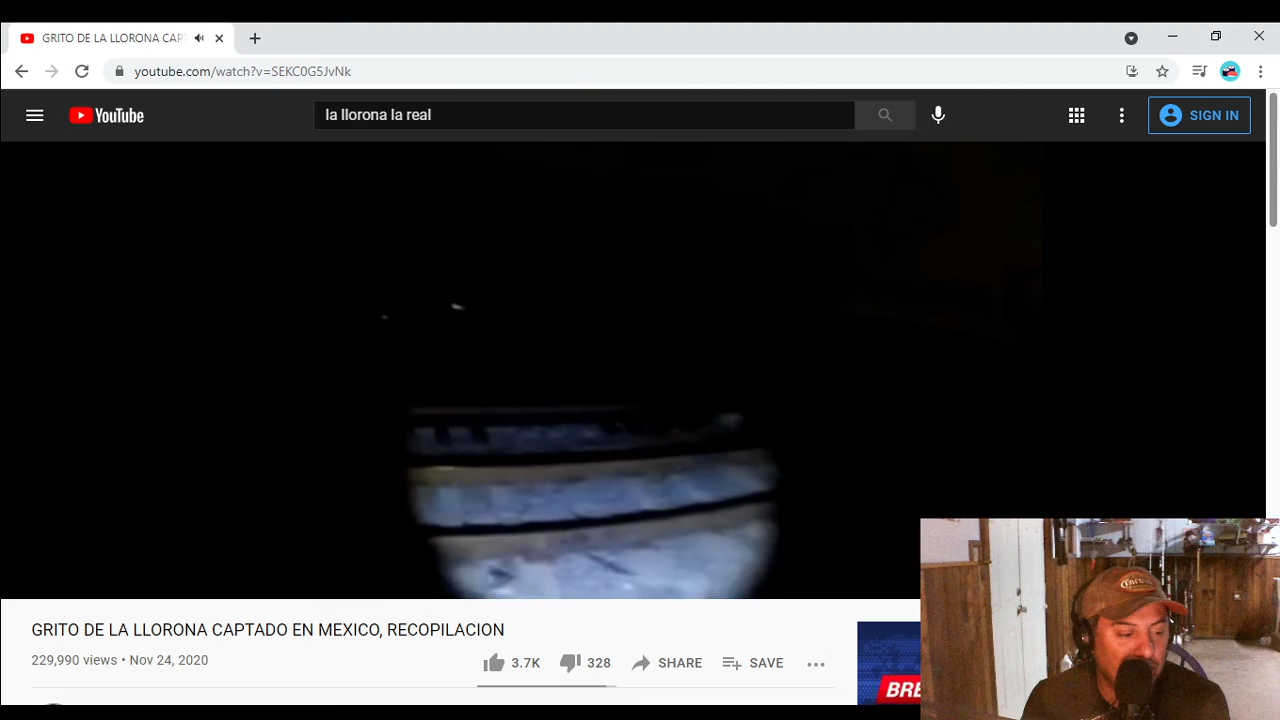 GRITO DE LA LLORONA CAP
youtube.com/watch?v=SEKC0G5JvNk
YouTube
la llorona la real
SIGN IN
GRITO DE LA LLORONA CAPTADO EN MEXICO, RECOPILACION
229,990 views • Nov 24, 2020
3.7K
328
SHARE
SAVE
BRE